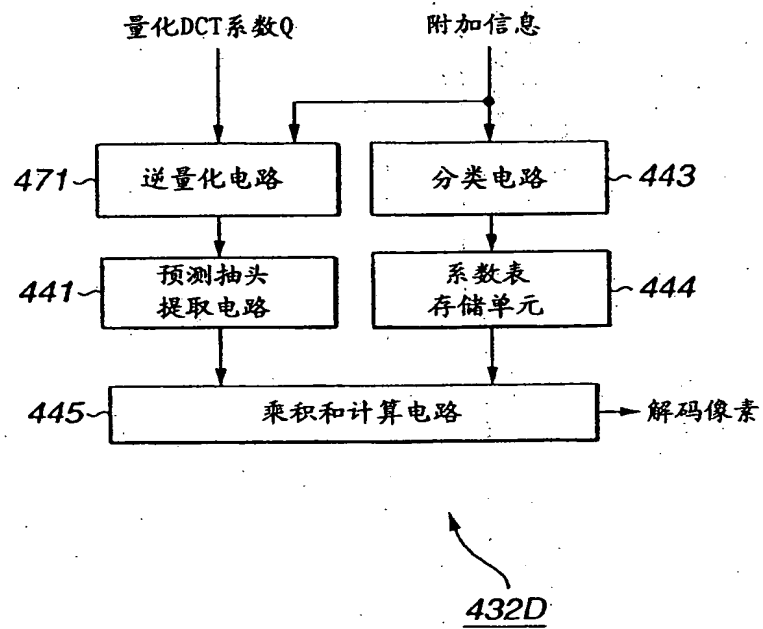 量化DCT系数Q
附加信息
471
逆量化电路
分类电路
443
441
预测抽头
提取电路
系数表
存储单元
444
445
乘积和计算电路
解码像素
432D